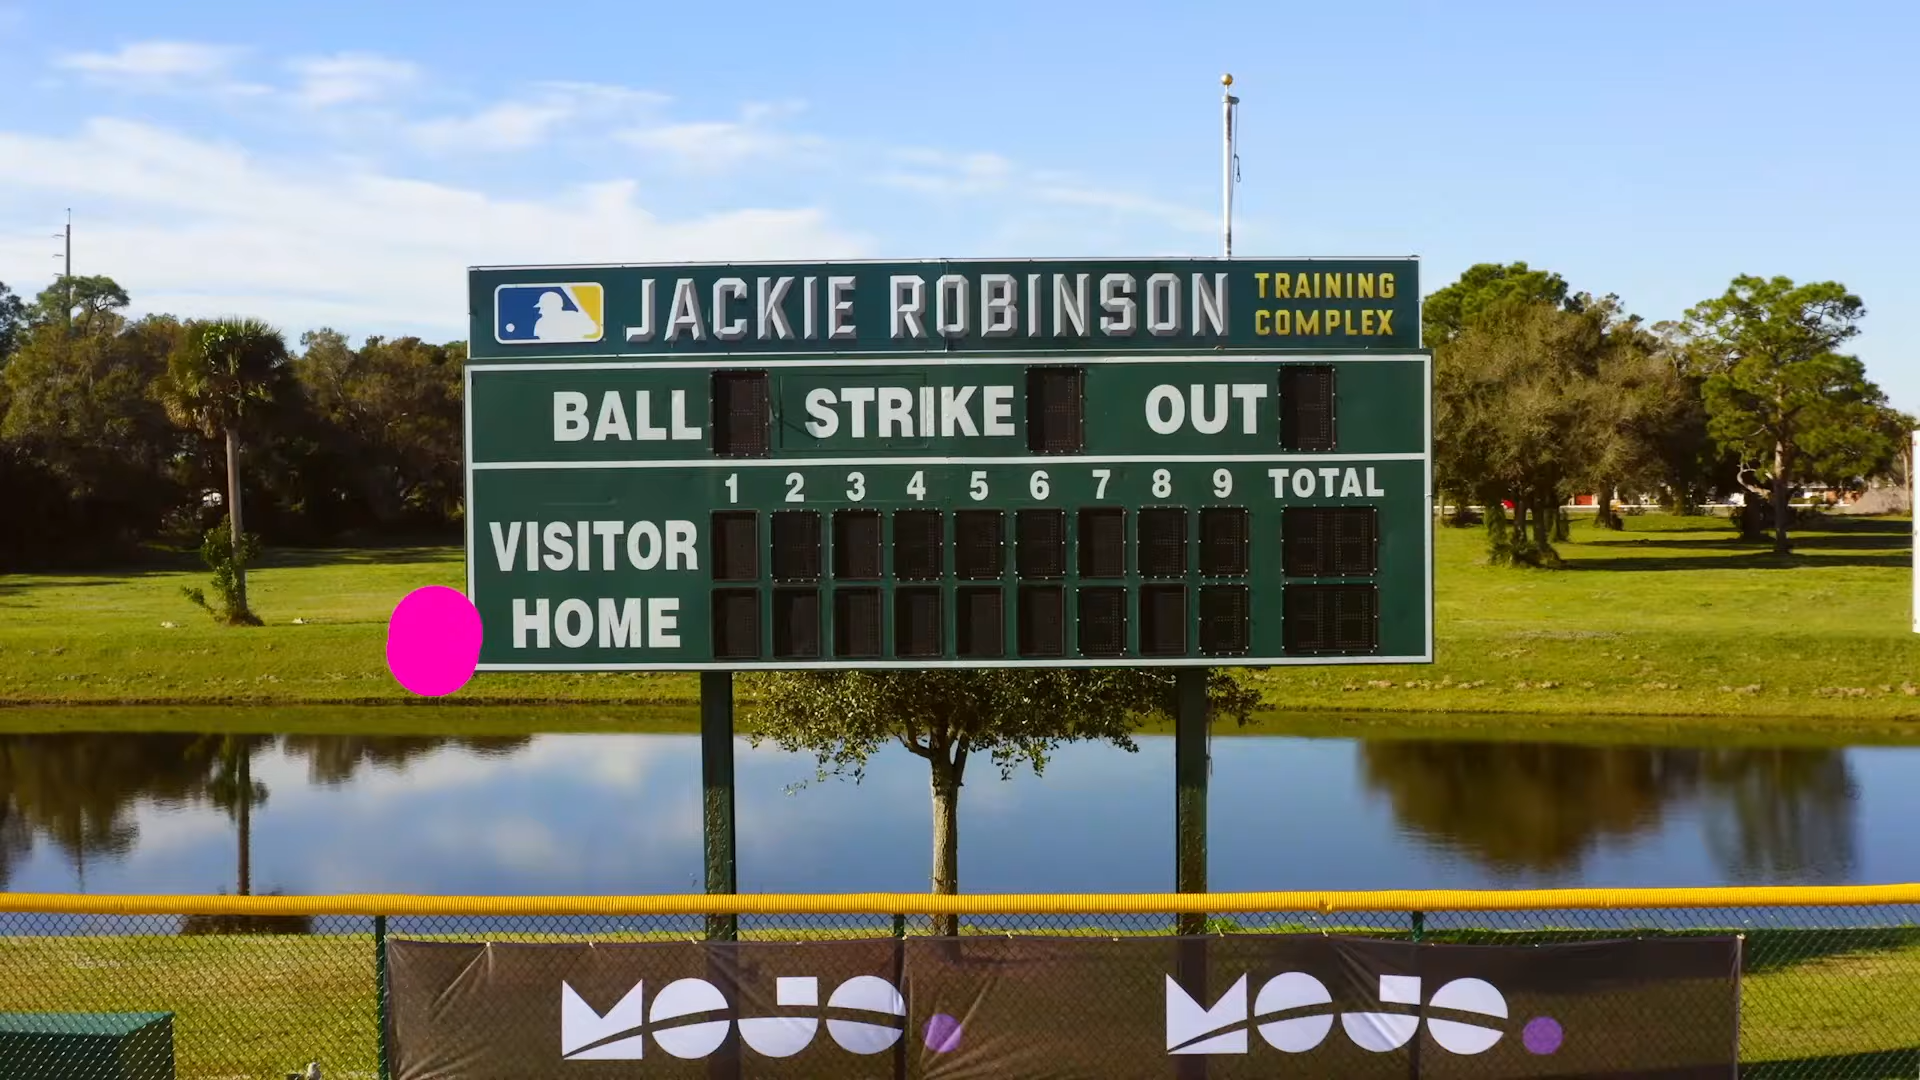 JACKIE ROBINSON TRAINING COMPLEX
BALL STRIKE OUT
1 2 3 4 5 6 7 8 9 TOTAL
VISITOR
HOME
MOJO. MOJO.